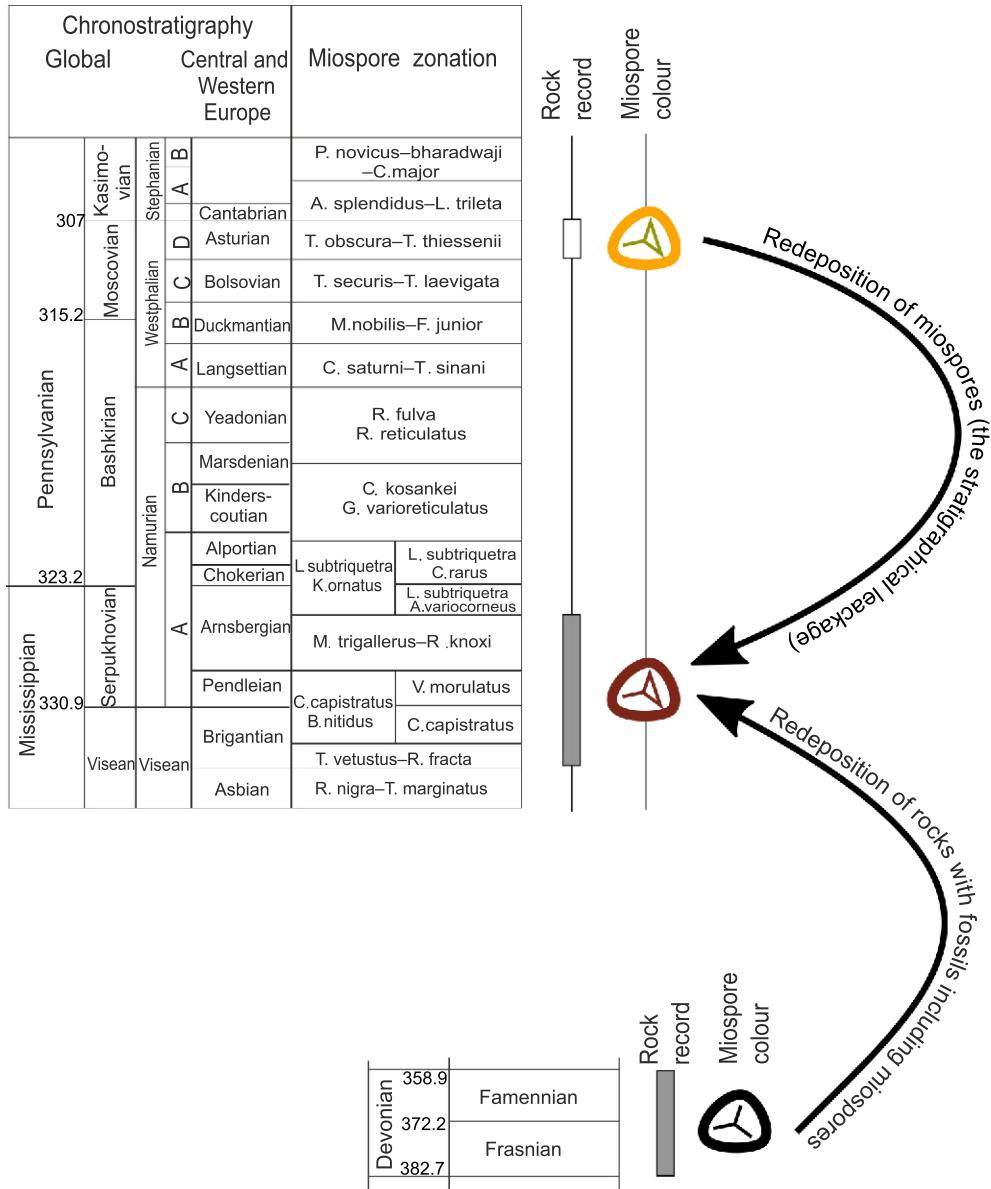 Chronostratigraphy
Global
Central and
Western
Europe
Miospore zonation
Rock
record
Miospore
colour
Pennsylvanian
Mississippian
307
315.2
323.2
330.9
Kasimo-
vian
Moscovian
Bashkirian
Serpukhovian
Visean
Stephanian
Westphalian
Namurian
Visean
B
A
D
C
B
A
C
B
A
Cantabrian
Asturian
Bolsovian
Duckmantian
Langsettian
Yeadonian
Marsdenian
Kinders-
coutian
Alportian
Chokerian
Arnsbergian
Pendleian
Brigantian
Asbian
P. novicus–bharadwaji
–C.major
A. splendidus–L. trileta
T. obscura–T. thiessenii
T. securis–T. laevigata
M.nobilis–F. junior
C. saturni–T. sinani
R. fulva
R. reticulatus
C. kosankei
G. varioreticulatus
L subtriquetra
K.ornatus
L. subtriquetra
C.rarus
L. subtriquetra
A.variocorneus
M. trigallerus–R .knoxi
C.capistratus
B.nitidus
V. morulatus
C.capistratus
T. vetustus–R. fracta
R. nigra–T. marginatus
Redeposition of miospores (the stratigraphical leackage)
Redeposition of rocks with fossils including miospores
Rock
record
Miospore
colour
Devonian
358.9
372.2
382.7
Famennian
Frasnian